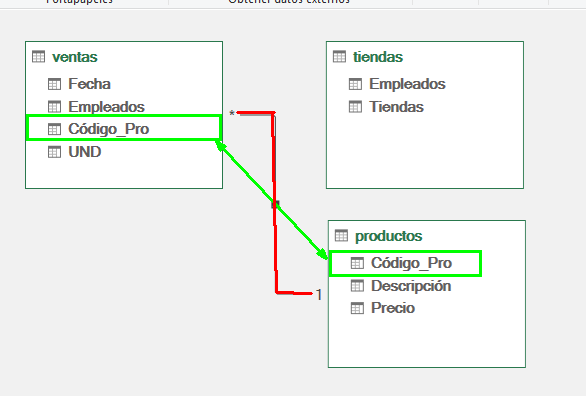 Portapapeles
Obtener datos externos
ventas
Fecha
Empleados
Código_Pro
UND
*
1
tiendas
Empleados
Tiendas
productos
Código_Pro
Descripción
Precio